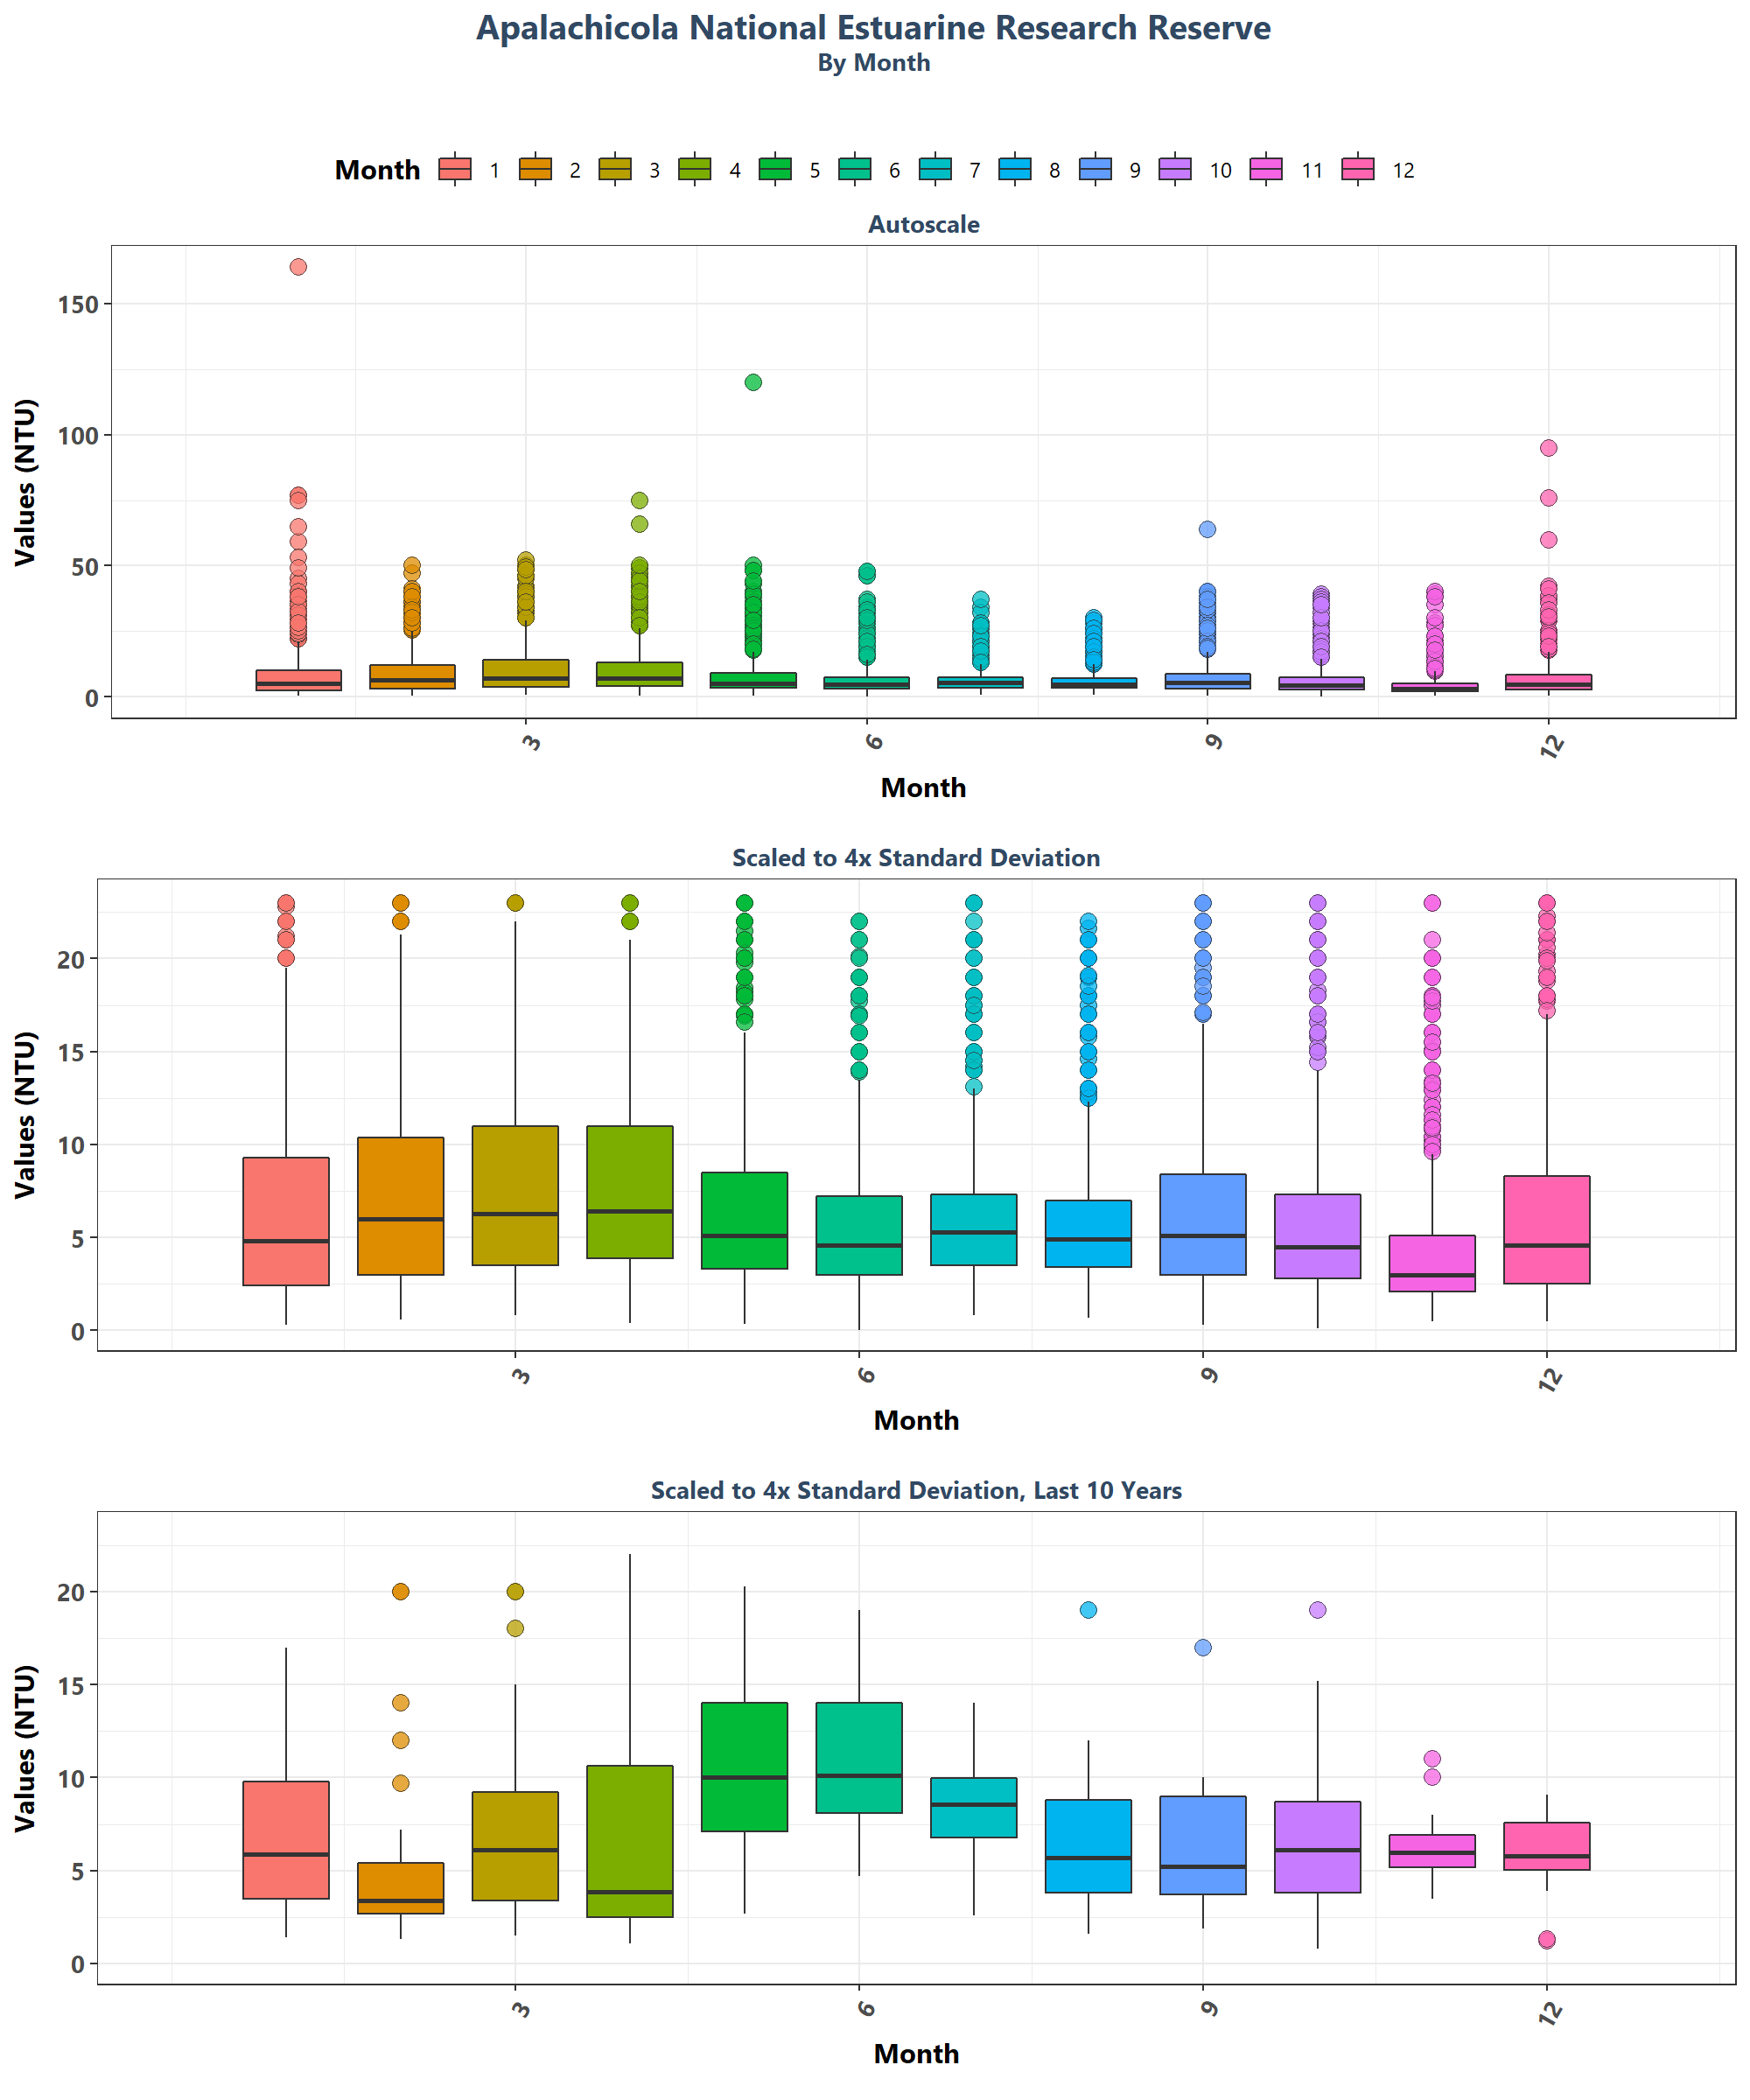 Apalachicola National Estuarine Research Reserve
By Month
Month 1 2 3 4 5 6 7 8 9 10 11 12
Autoscale
Values (NTU)
150
100
50
0
3 6 9 12
Month
Scaled to 4x Standard Deviation
Values (NTU)
20
15
10
5
0
3 6 9 12
Month
Scaled to 4x Standard Deviation, Last 10 Years
Values (NTU)
20
15
10
5
0
3 6 9 12
Month